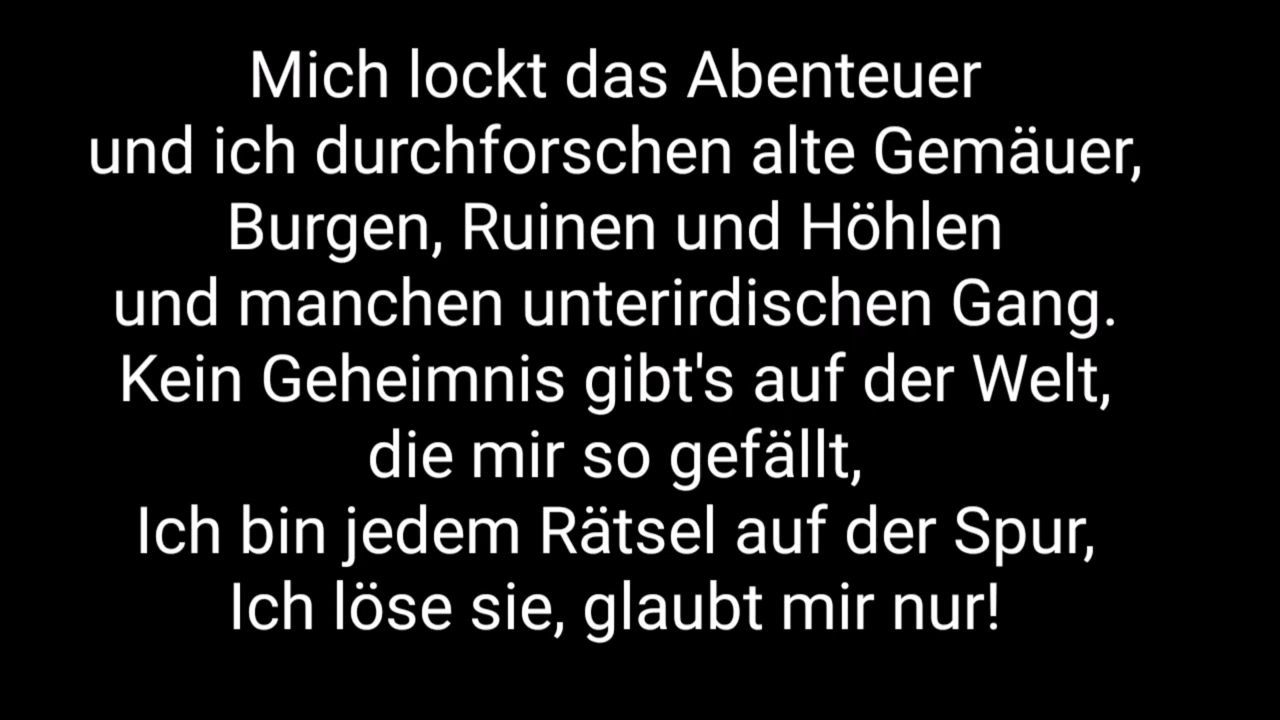 Mich lockt das Abenteuer
und ich durchforschen alte Gemäuer,
Burgen, Ruinen und Höhlen
und manchen unterirdischen Gang.
Kein Geheimnis gibt's auf der Welt,
die mir so gefällt,
Ich bin jedem Rätsel auf der Spur,
Ich löse sie, glaubt mir nur!